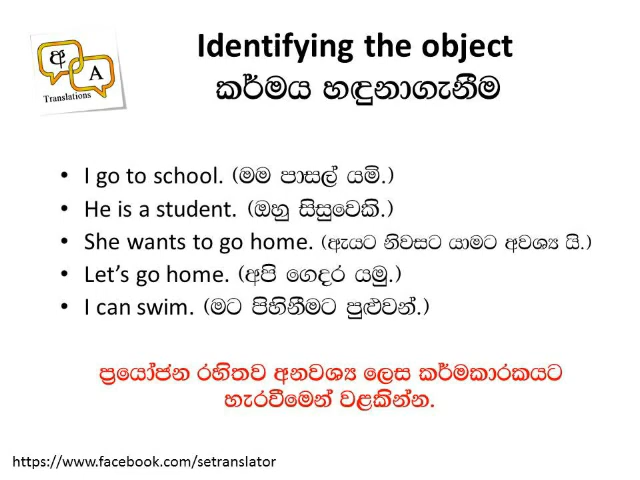 අ
A
Translations
Identifying the object
කර්මය හඳුනාගැනීම
• I go to school. (මම පාසල් යමි.)
• He is a student. (ඔහු සිසුවෙකි.)
• She wants to go home. (ඇයට නිවසට යාමට අවශ්‍ය යි.)
• Let’s go home. (අපි ගෙදර යමු.)
• I can swim. (මට පිහිනීමට පුළුවන්.)
ප්‍රයෝජන රහිතව අනවශ්‍ය ලෙස කර්මකාරකයට
හැරවීමෙන් වළකින්න.
https://www.facebook.com/setranslator